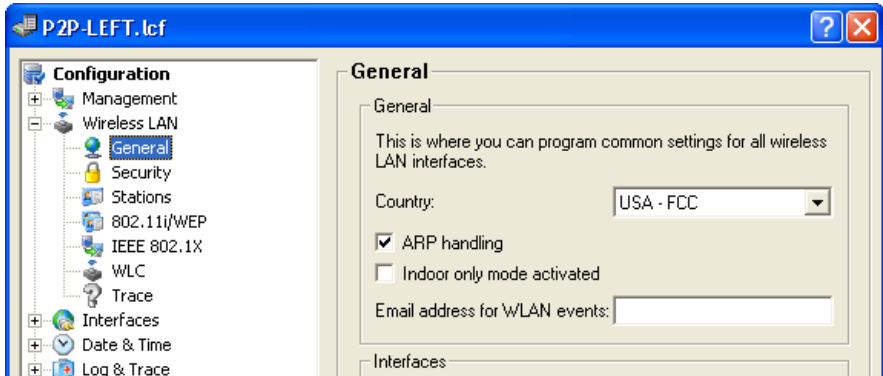 P2P-LEFT.lcf
Configuration
Management
Wireless LAN
General
Security
Stations
802.11i/WEP
IEEE 802.1X
WLC
Trace
Interfaces
Date & Time
Log & Trace
General
General
This is where you can program common settings for all wireless
LAN interfaces.
Country: USA - FCC
ARP handling
Indoor only mode activated
Email address for WLAN events:
Interfaces